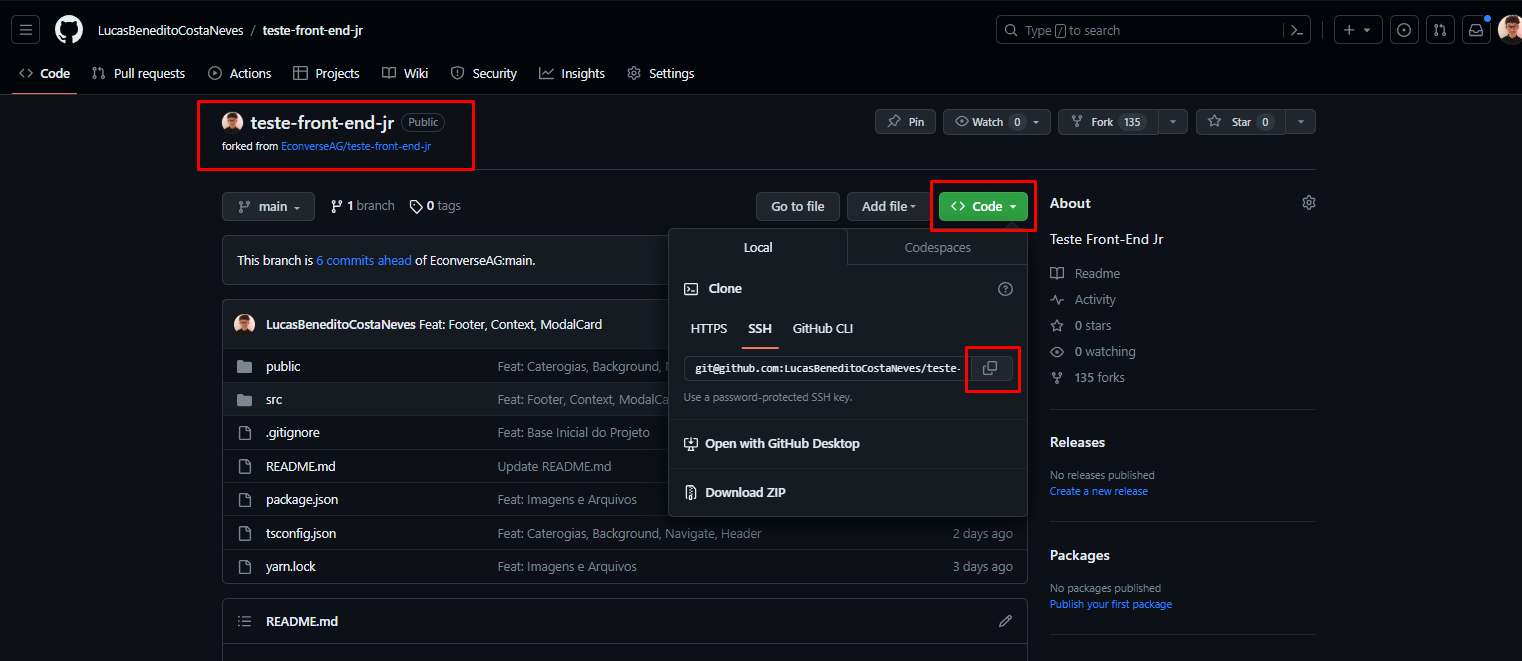 LucasBeneditoCostaNeves / teste-front-end-jr
Type / to search
Code Pull requests Actions Projects Wiki Security Insights Settings
teste-front-end-jr Public
forked from EconverseAG/teste-front-end-jr
Pin Watch 0 Fork 135 Star 0
main 1 branch 0 tags Go to file Add file Code
Local Codespaces
Clone
HTTPS SSH GitHub CLI
git@github.com:LucasBeneditoCostaNeves/teste-
Use a password-protected SSH key.
Open with GitHub Desktop
Download ZIP
This branch is 6 commits ahead of EconverseAG:main.
LucasBeneditoCostaNeves Feat: Footer, Context, ModalCard
public Feat: Caterogias, Background,
src Feat: Footer, Context, ModalCa
.gitignore Feat: Base Inicial do Projeto
README.md Update README.md
package.json Feat: Imagens e Arquivos
tsconfig.json Feat: Caterogias, Background, Navigate, Header 2 days ago
yarn.lock Feat: Imagens e Arquivos 3 days ago
README.md
About
Teste Front-End Jr
Readme
Activity
0 stars
0 watching
135 forks
Releases
No releases published
Create a new release
Packages
No packages published
Publish your first package